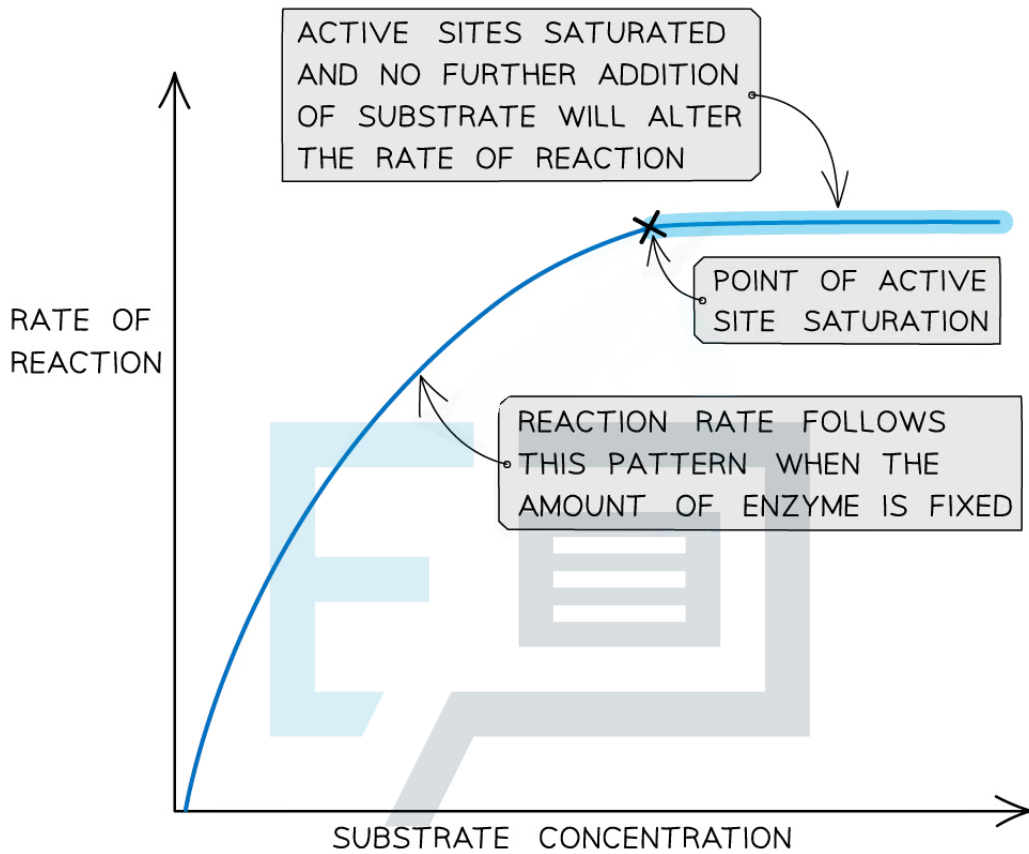 ACTIVE SITES SATURATED
AND NO FURTHER ADDITION
OF SUBSTRATE WILL ALTER
THE RATE OF REACTION
POINT OF ACTIVE
SITE SATURATION
RATE OF
REACTION
REACTION RATE FOLLOWS
THIS PATTERN WHEN THE
AMOUNT OF ENZYME IS FIXED
SUBSTRATE CONCENTRATION